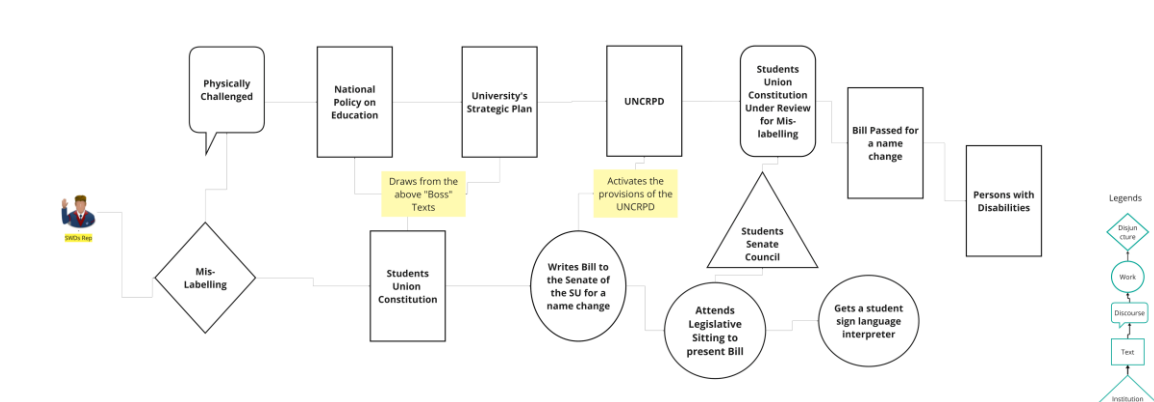 Physically
Challenged
National
Policy on
Education
University's
Strategic Plan
UNCRPD
Students
Union
Constitution
Under Review
for Mis-
labelling
Bill Passed for
a name
change
Persons with
Disabilities
Draws from the
above "Boss"
Texts
Activates the
provisions of the
UNCRPD
SWDs Rep
Mis-
Labelling
Students
Union
Constitution
Writes Bill to
the Senate of
the SU for a
name change
Students
Senate
Council
Attends
Legislative
Sitting to
present Bill
Gets a student
sign language
interpreter
Legends
Disjun
cture
Work
Discourse
Text
Institution